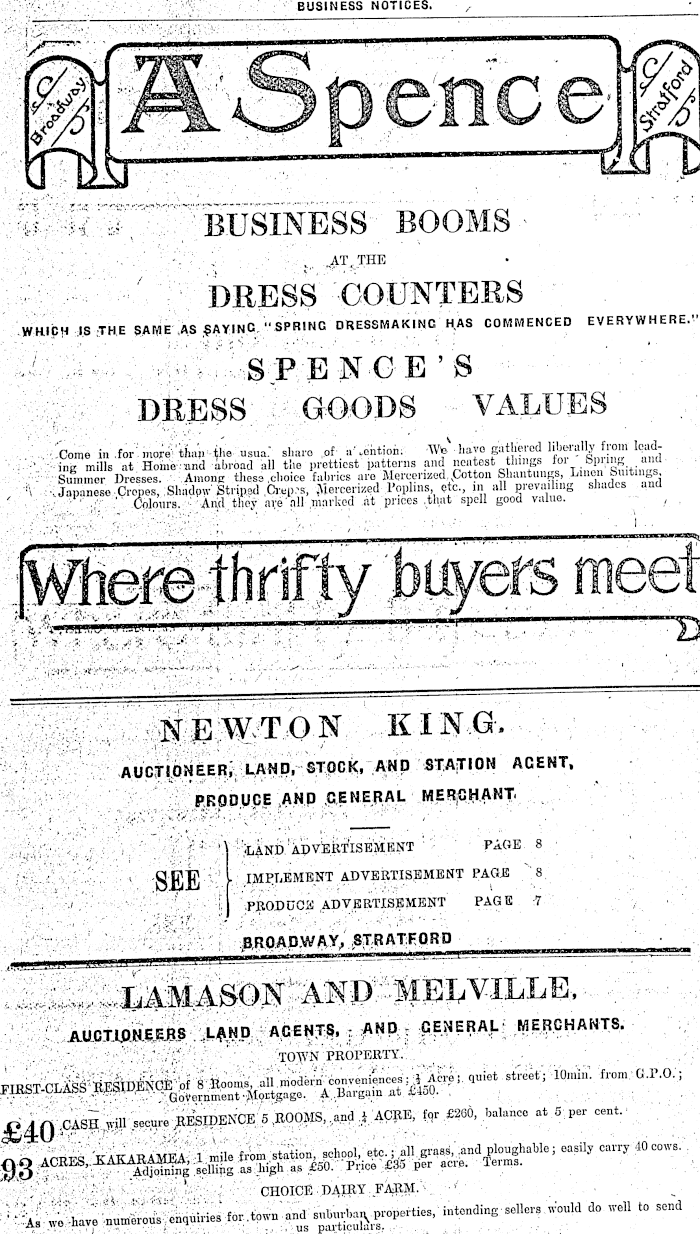 BUSINESS NOTICES.
Broadway
A Spence
Stratford
BUSINESS BOOMS
AT THE
DRESS COUNTERS
WHICH IS THE SAME AS SAYING "SPRING DRESSMAKING HAS COMMENCED EVERYWHERE."
SPENCE'S
DRESS GOODS VALUES
Come in for more than the usual share of attention. We have gathered liberally from lead-
ing mills at Home and abroad all the prettiest patterns and neatest things for Spring and
Summer Dresses. Among these choice fabrics are Mercerized Cotton Shantungs, Linen Suitings,
Japanese Crepes, Shadow Striped Crepes, Mercerized Poplins, etc., in all prevailing shades and
Colours. And they are all marked at prices that spell good value.
Where thrifty buyers meet
NEWTON KING.
AUCTIONEER, LAND, STOCK, AND STATION AGENT,
PRODUCE AND GENERAL MERCHANT.
SEE
LAND ADVERTISEMENT PAGE 8
IMPLEMENT ADVERTISEMENT PAGE 8
PRODUCE ADVERTISEMENT PAGE 7
BROADWAY, STRATFORD
LAMASON AND MELVILLE,
AUCTIONEERS LAND AGENTS, AND GENERAL MERCHANTS.
TOWN PROPERTY.
FIRST-CLASS RESIDENCE of 8 Rooms, all modern conveniences; Acre; quiet street; 10min. from G.P.O.;
Government Mortgage. A Bargain at £450.
£40 CASH will secure RESIDENCE 5 ROOMS, and ACRE, for £260, balance at 5 per cent.
93 ACRES, KAKARAMEA, 1 mile from station, school, etc.; all grass, and ploughable; easily carry 40 cows.
Adjoining selling as high as £50. Price £35 per acre. Terms.
CHOICE DAIRY FARM.
As we have numerous enquiries for town and suburban properties, intending sellers would do well to send
us particulars.